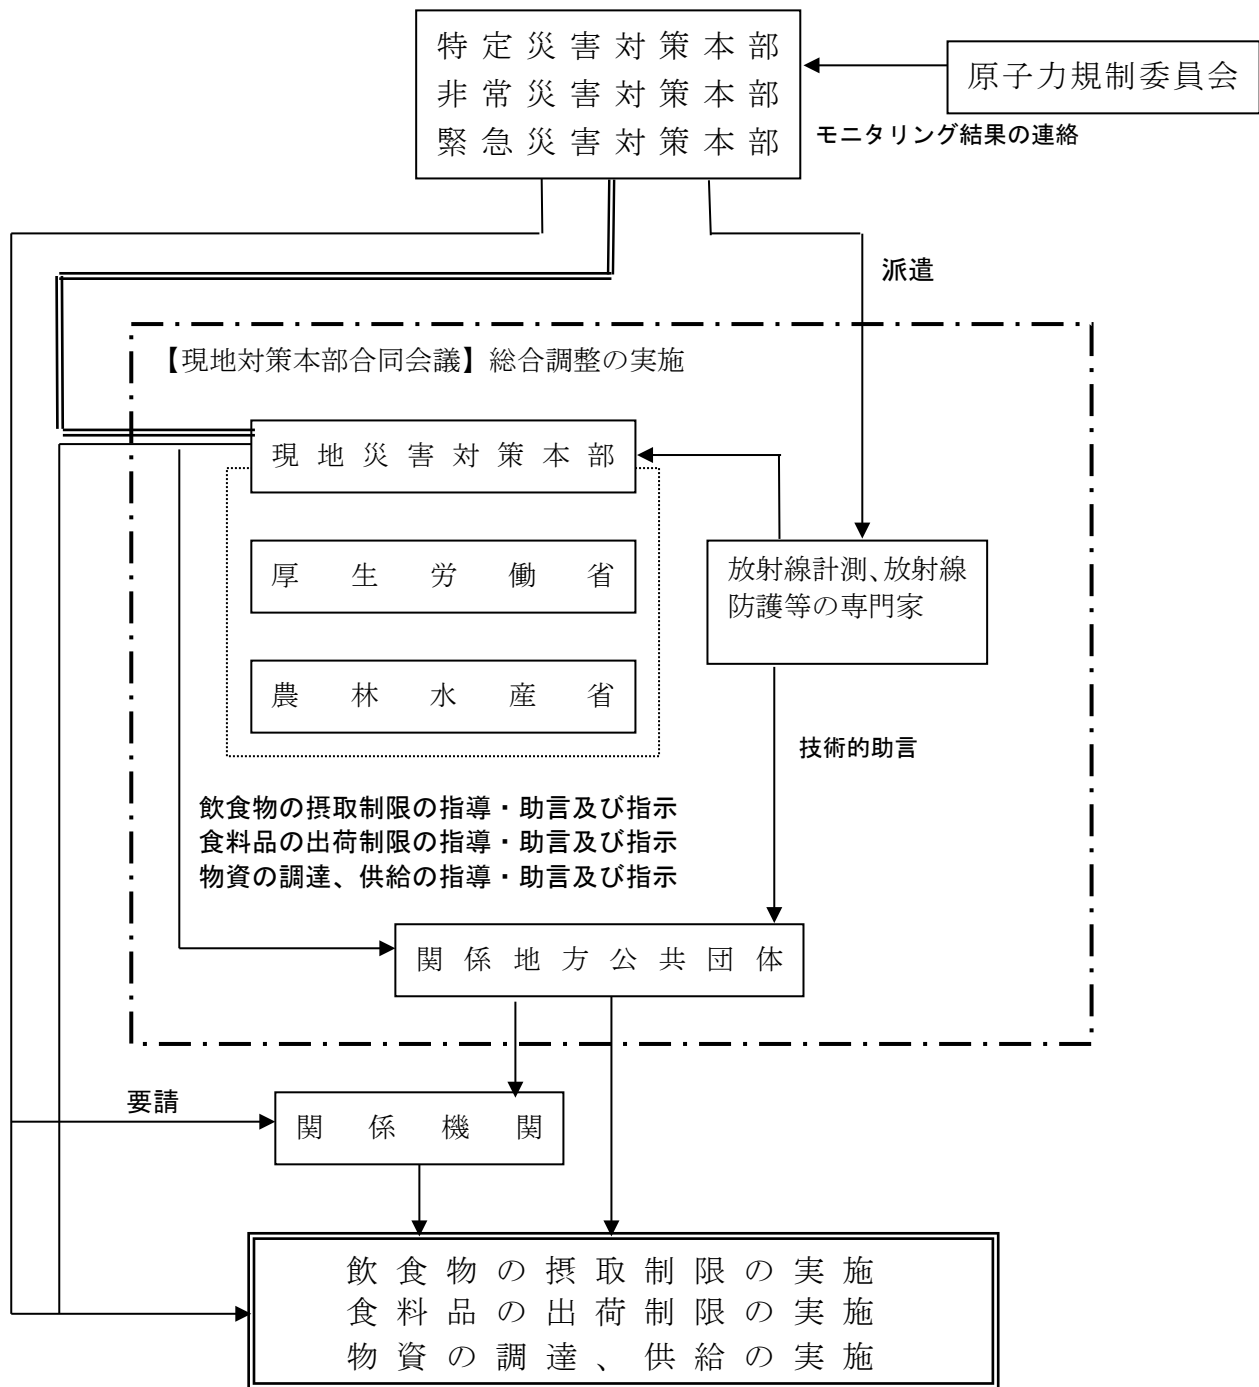 特定災害対策本部
非常災害対策本部
緊急災害対策本部
原子力規制委員会
モニタリング結果の連絡
派遣
【現地対策本部合同会議】総合調整の実施
現地災害対策本部
厚生労働省
農林水産省
放射線計測、放射線
防護等の専門家
技術的助言
飲食物の摂取制限の指導・助言及び指示
食料品の出荷制限の指導・助言及び指示
物資の調達、供給の指導・助言及び指示
関係地方公共団体
要請
関係機関
飲食物の摂取制限の実施
食料品の出荷制限の実施
物資の調達、供給の実施